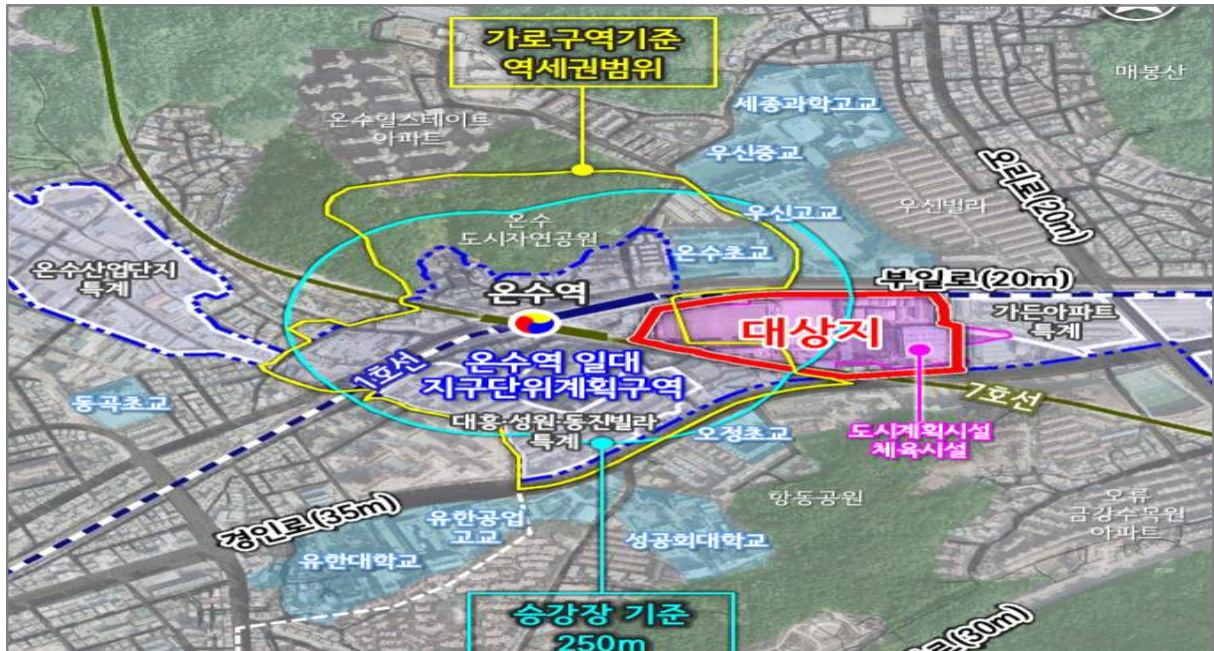 가로구역기준
역세권범위
매봉산
세종과학고교
온수힐스테이트
아파트
우신중교
오리로(20m)
우신빌라
우신고교
온수
도시자연공원
온수초교
온수산업단지
특계
온수역
부일로(20m)
가든아파트
특계
대상지
온수역 일대
지구단위계획구역
1호선
7호선
동곡초교
대흥·성원·동진빌라
특계
오정초교
도시계획시설
체육시설
경인로(35m)
유한공업
고교
유한대학교
성공회대학교
항동공원
오류
금강수목원
아파트
승강장 기준
250m
로(30m)